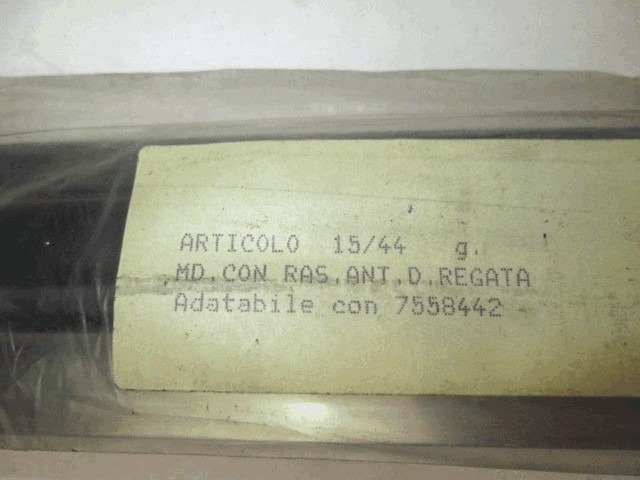 ARTICOLO 15/44 g.
MD.CON RAS.ANT.D.REGATA
Adatabile con 7558442